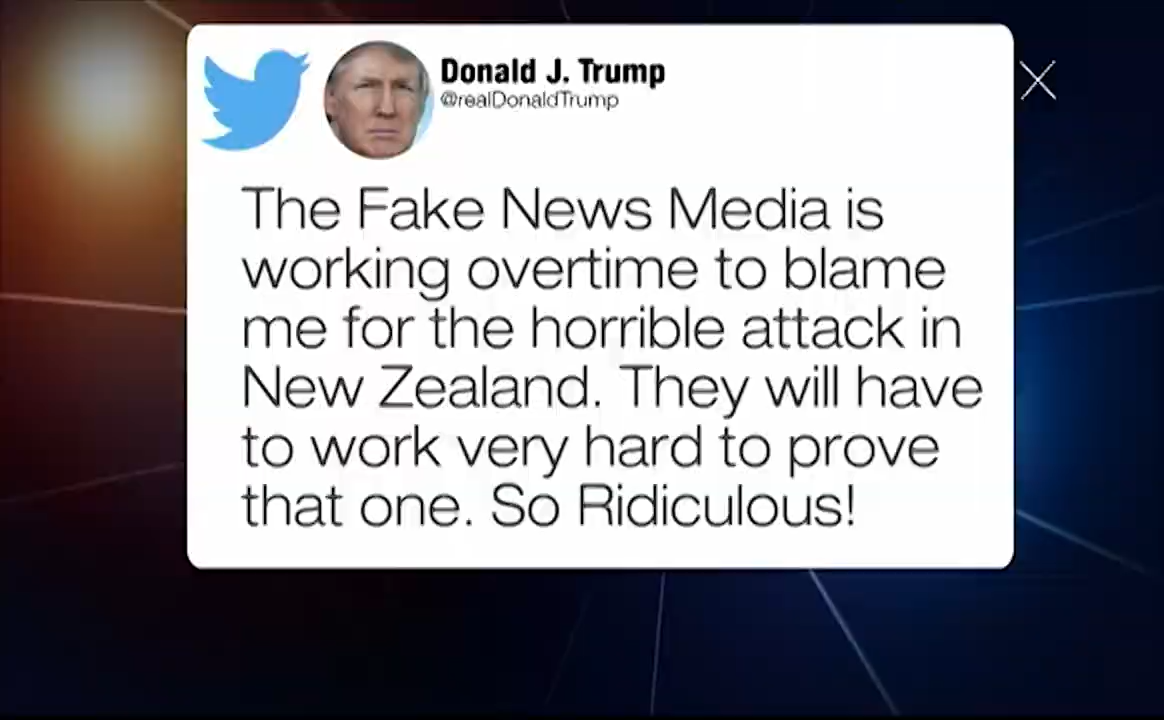 Donald J. Trump
@realDonaldTrump
The Fake News Media is
working overtime to blame
me for the horrible attack in
New Zealand. They will have
to work very hard to prove
that one. So Ridiculous!